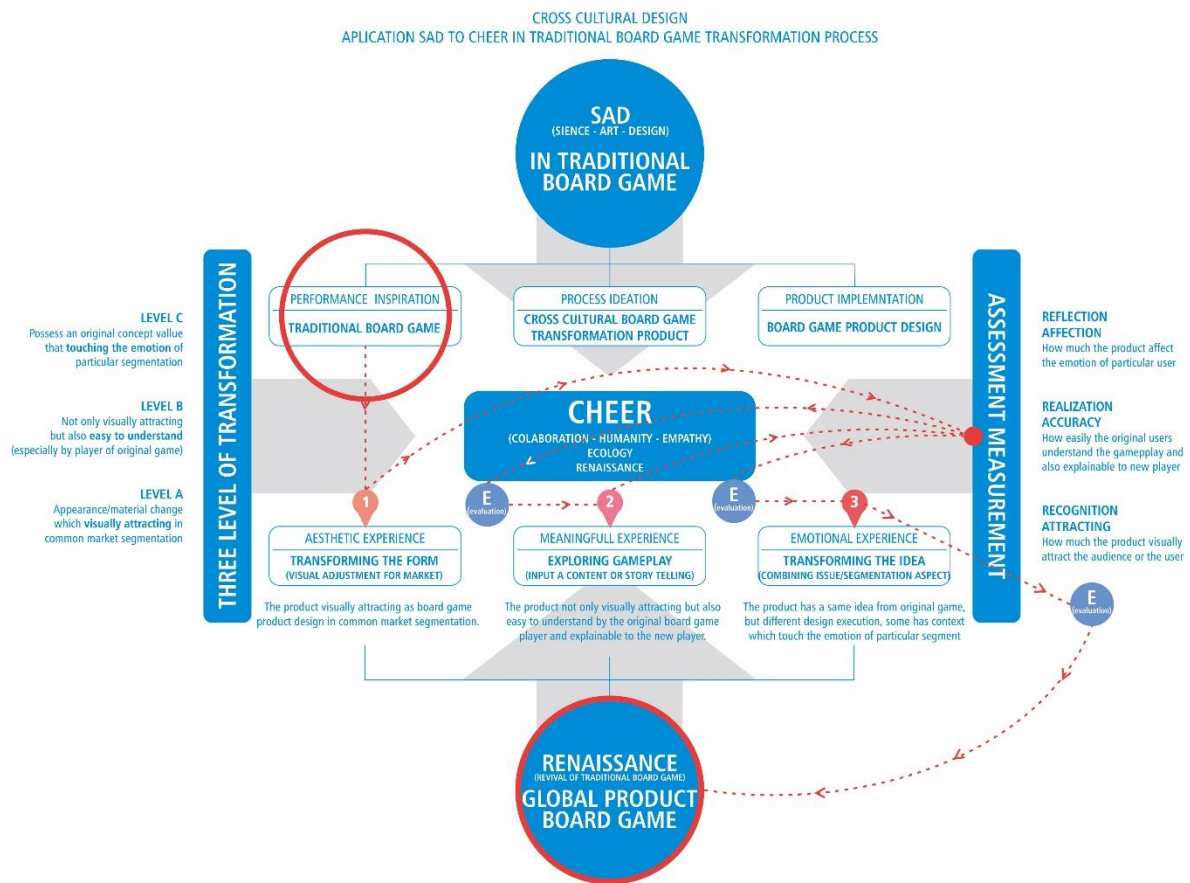 CROSS CULTURAL DESIGN
APLICATION SAD TO CHEER IN TRADITIONAL BOARD GAME TRANSFORMATION PROCESS
SAD
(SIENCE - ART - DESIGN)
IN TRADITIONAL
BOARD GAME
THREE LEVEL OF TRANSFORMATION
LEVEL C
Possess an original concept vallue
that touching the emotion of
particular segmentation
LEVEL B
Not only visually attracting
but also easy to understand
(especially by player of original game)
LEVEL A
Appearance/material change
which visually attracting in
common market segmentation
PERFORMANCE INSPIRATION
TRADITIONAL BOARD GAME
PROCESS IDEATION
CROSS CULTURAL BOARD GAME
TRANSFORMATION PRODUCT
PRODUCT IMPLEMNTATION
BOARD GAME PRODUCT DESIGN
CHEER
(COLABORATION - HUMANITY - EMPATHY)
ECOLOGY
RENAISSANCE
1
E
(evaluation)
2
E
(evaluation)
3
AESTHETIC EXPERIENCE
TRANSFORMING THE FORM
(VISUAL ADJUSTMENT FOR MARKET)
The product visually attracting as board game
product design in common market segmentation.
MEANINGFULL EXPERIENCE
EXPLORING GAMEPLAY
(INPUT A CONTENT OR STORY TELLING)
The product not only visually attracting but also
easy to understand by the original board game
player and explainable to the new player.
EMOTIONAL EXPERIENCE
TRANSFORMING THE IDEA
(COMBINING ISSUE/SEGMENTATION ASPECT)
The product has a same idea from original game,
but different design execution, some has context
which touch the emotion of particular segment
ASSESSMENT MEASUREMENT
REFLECTION
AFFECTION
How much the product affect
the emotion of particular user
REALIZATION
ACCURACY
How easily the original users
understand the gamepplay and
also explainable to new player
RECOGNITION
ATTRACTING
How much the product visually
attract the audience or the user
E
(evaluation)
RENAISSANCE
(REVIVAL OF TRADITIONAL BOARD GAME)
GLOBAL PRODUCT
BOARD GAME